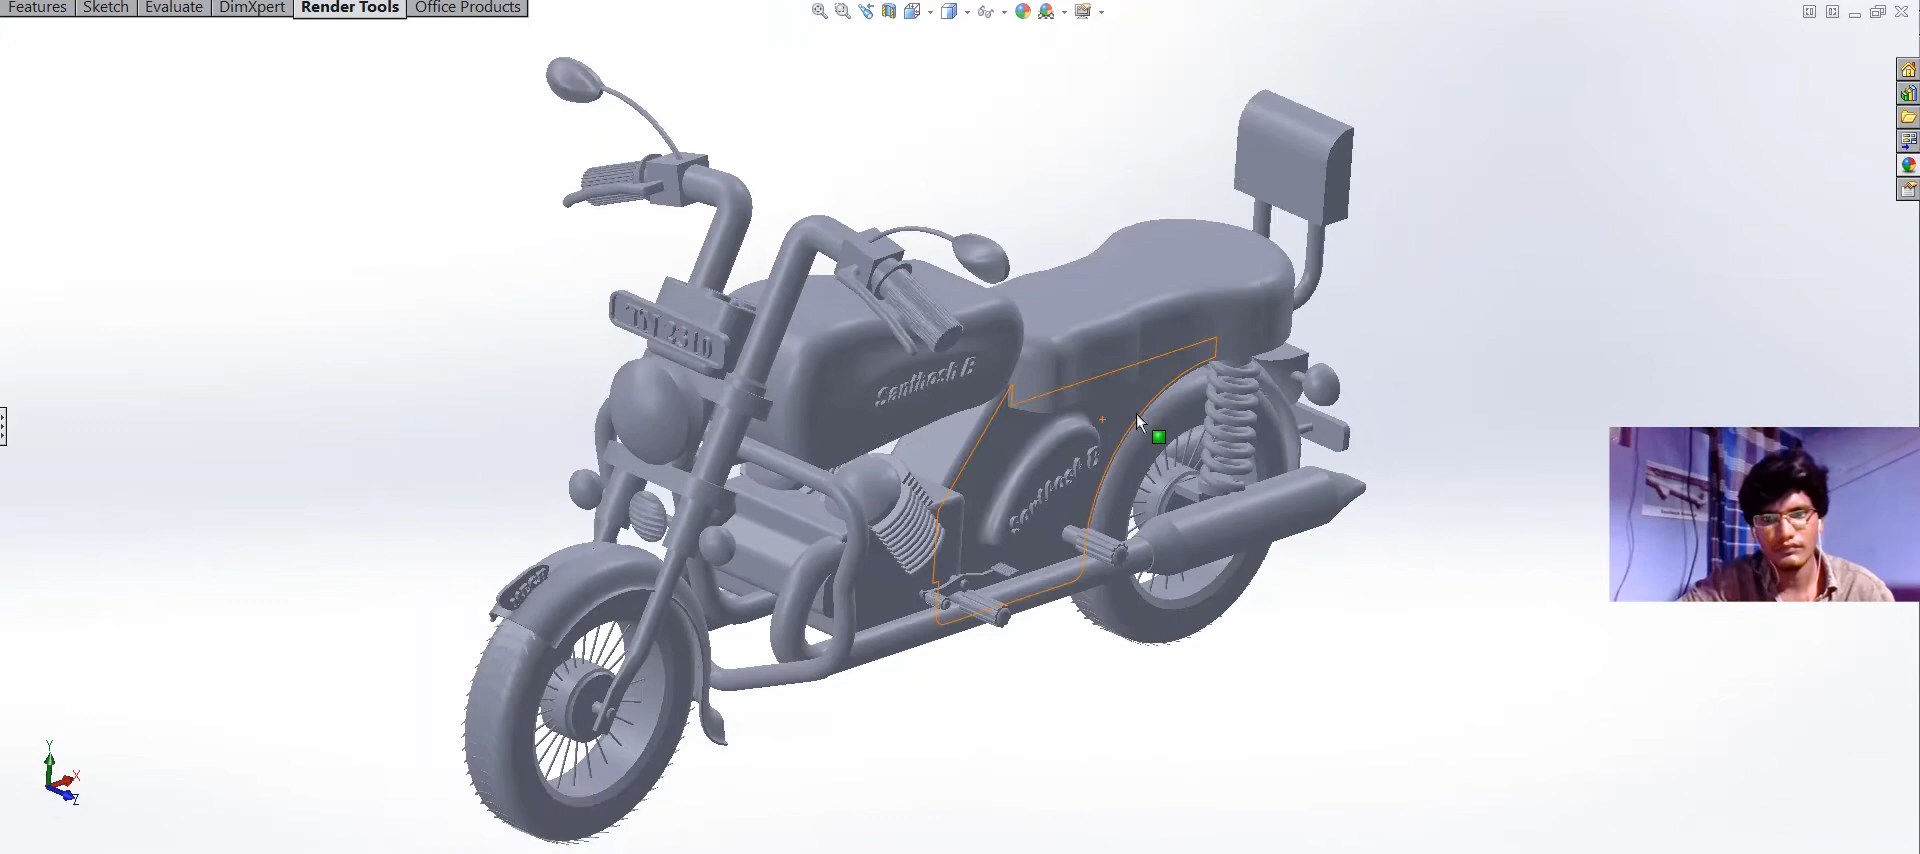 Features Sketch Evaluate DimXpert Render Tools Office Products
Santhosh B
Santhosh B
Y
X
Z